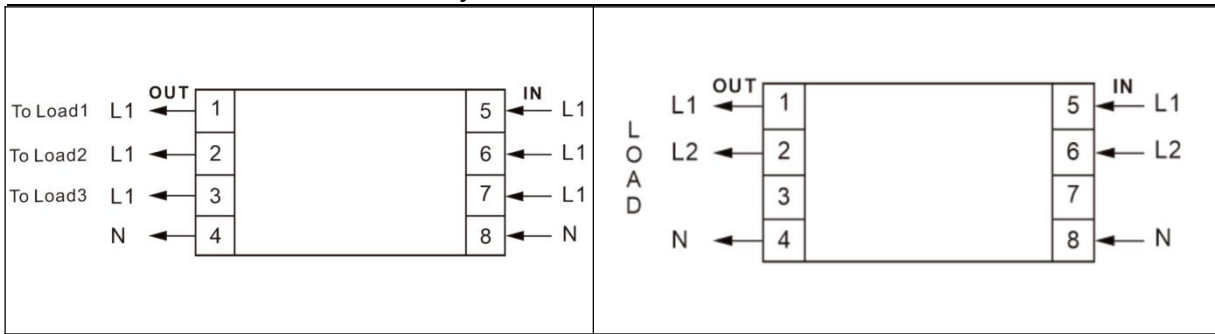 OUT IN
To Load1 L1 1 5 L1
To Load2 L1 2 6 L1
To Load3 L1 3 7 L1
N 4 8 N
OUT IN
L1 1 5 L1
L2 2 6 L2
3 7
N 4 8 N
LOAD